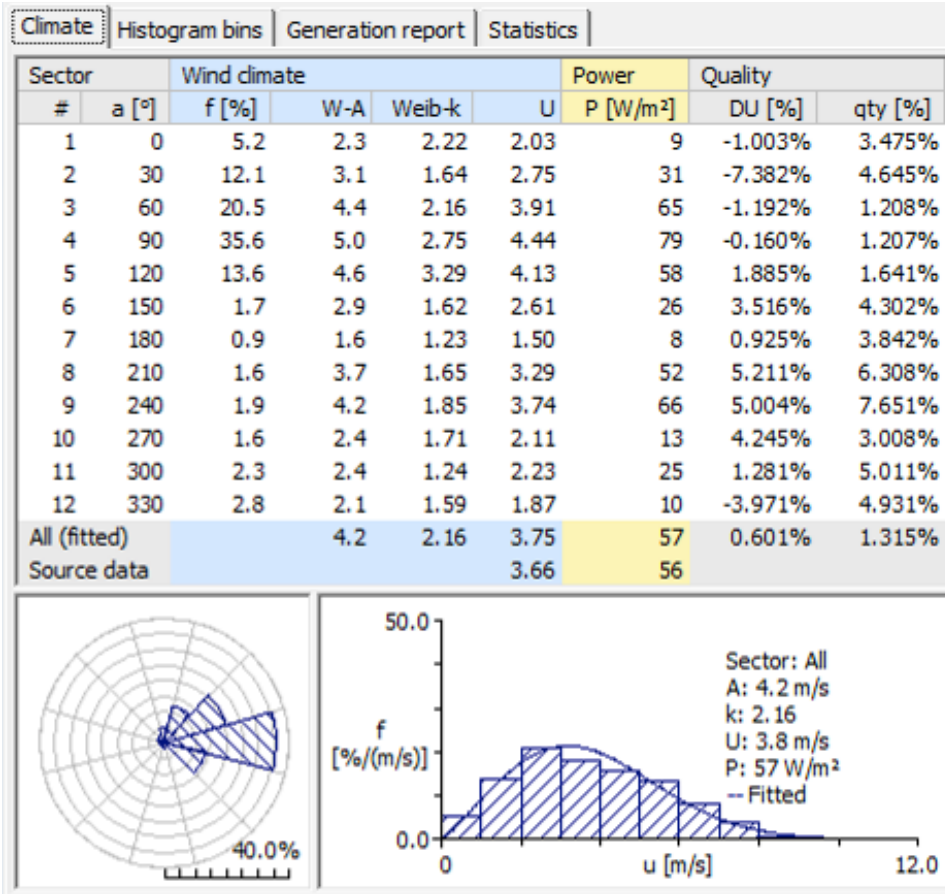 Climate Histogram bins Generation report Statistics
Sector Wind climate Power Quality
# a [°] f [%] W-A Weib-k U P [W/m²] DU [%] qty [%]
1 0 5.2 2.3 2.22 2.03 9 -1.003% 3.475%
2 30 12.1 3.1 1.64 2.75 31 -7.382% 4.645%
3 60 20.5 4.4 2.16 3.91 65 -1.192% 1.208%
4 90 35.6 5.0 2.75 4.44 79 -0.160% 1.207%
5 120 13.6 4.6 3.29 4.13 58 1.885% 1.641%
6 150 1.7 2.9 1.62 2.61 26 3.516% 4.302%
7 180 0.9 1.6 1.23 1.50 8 0.925% 3.842%
8 210 1.6 3.7 1.65 3.29 52 5.211% 6.308%
9 240 1.9 4.2 1.85 3.74 66 5.004% 7.651%
10 270 1.6 2.4 1.71 2.11 13 4.245% 3.008%
11 300 2.3 2.4 1.24 2.23 25 1.281% 5.011%
12 330 2.8 2.1 1.59 1.87 10 -3.971% 4.931%
All (fitted) 4.2 2.16 3.75 57 0.601% 1.315%
Source data 3.66 56
40.0%
50.0
f
[%/(m/s)]
0.0
0 u [m/s] 12.0
Sector: All
A: 4.2 m/s
k: 2.16
U: 3.8 m/s
P: 57 W/m²
-- Fitted